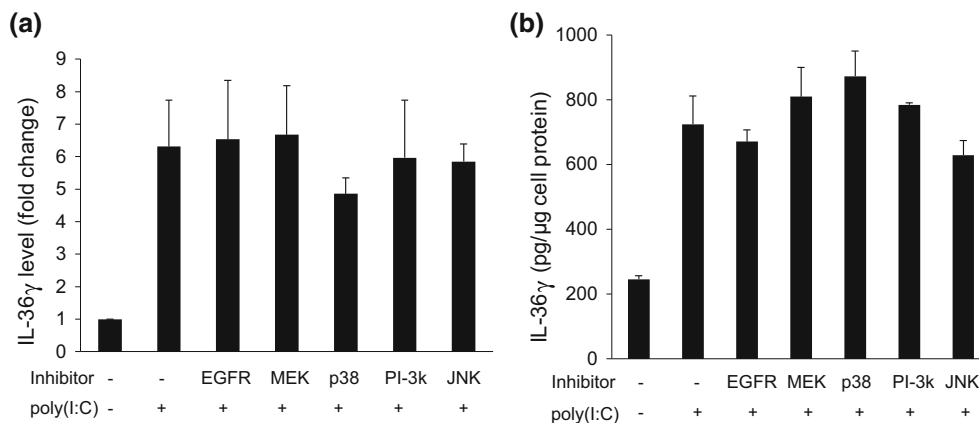 (a)
IL-36γ level (fold change)
9
8
7
6
5
4
3
2
1
0
Inhibitor - - EGFR MEK p38 PI-3k JNK
poly(I:C) - + + + + + +
(b)
IL-36γ (pg/µg cell protein)
1000
800
600
400
200
0
Inhibitor - - EGFR MEK p38 PI-3k JNK
poly(I:C) - + + + + + +